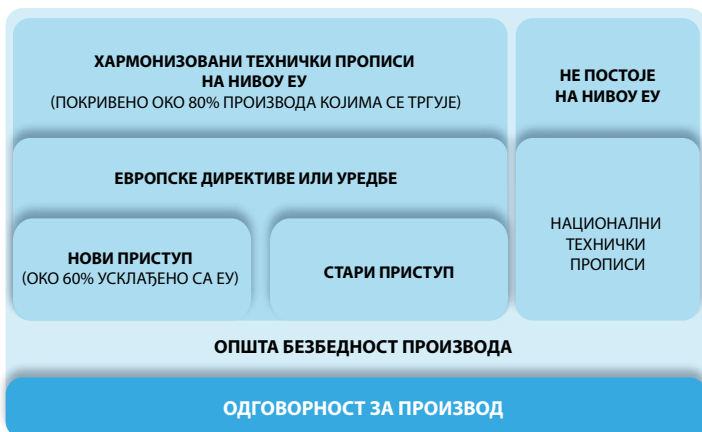 ХАРМОНИЗОВАНИ ТЕХНИЧКИ ПРОПИСИ
НА НИВОУ ЕУ
(ПОКРИВЕНО ОКО 80% ПРОИЗВОДА КОЈИМА СЕ ТРГУЈЕ)
НЕ ПОСТОЈЕ
НА НИВОУ ЕУ
ЕВРОПСКЕ ДИРЕКТИВЕ ИЛИ УРЕДБЕ
НОВИ ПРИСТУП
(ОКО 60% УСКЛАЂЕНО СА ЕУ)
СТАРИ ПРИСТУП
НАЦИОНАЛНИ
ТЕХНИЧКИ
ПРОПИСИ
ОПШТА БЕЗБЕДНОСТ ПРОИЗВОДА
ОДГОВОРНОСТ ЗА ПРОИЗВОД